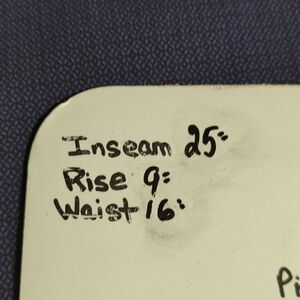 Inseam 25"
Rise 9"
Waist 16"